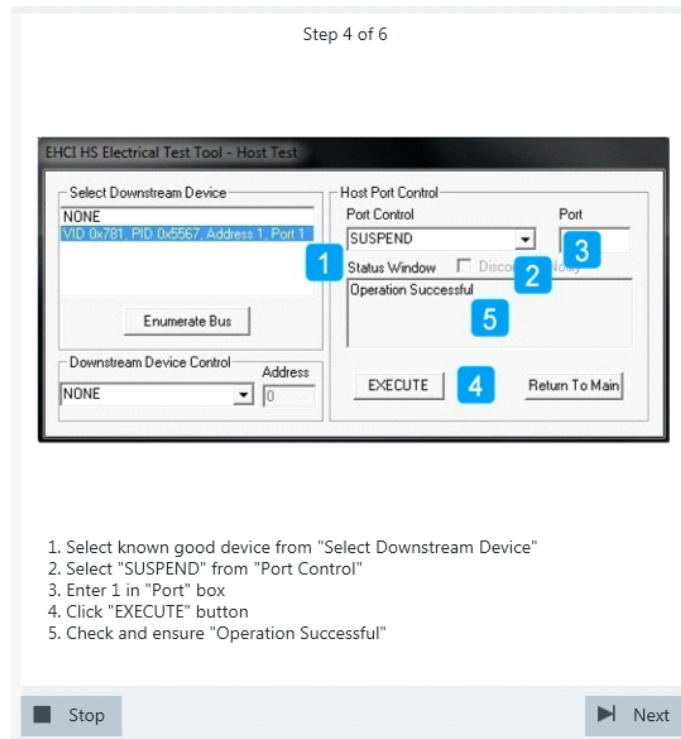 Step 4 of 6
EHCI HS Electrical Test Tool - Host Test
Select Downstream Device
NONE
VID 0x781, PID 0x5567, Address 1, Port 1
1
Enumerate Bus
Downstream Device Control
Address
NONE
0
Host Port Control
Port Control
Port
SUSPEND
3
Status Window
2
Operation Successful
5
EXECUTE
4
Return To Main
1. Select known good device from "Select Downstream Device"
2. Select "SUSPEND" from "Port Control"
3. Enter 1 in "Port" box
4. Click "EXECUTE" button
5. Check and ensure "Operation Successful"
Stop
Next